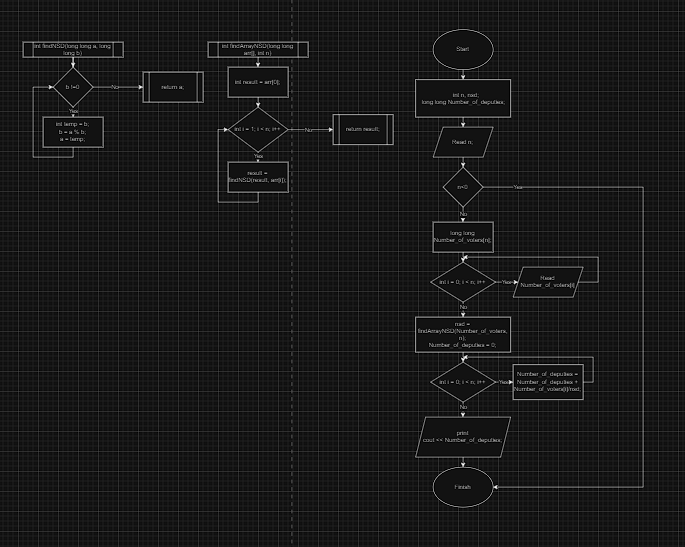 int findNSD(long long a, long
long b)
b !=0
No
return a;
Yes
int temp = b;
b = a % b;
a = temp;
int findArrayNSD(long long
arr[], int n)
int result = arr[0];
int i = 1; i < n; i++
No
return result;
Yes
result =
findNSD(result, arr[i]);
Start
int n, nsd;
long long Number_of_deputies;
Read n;
n<0
Yes
No
long long
Number_of_voters[n];
int i = 0; i < n, i++
Yes
Read
Number_of_voters[i]
No
nsd =
findArrayNSD(Number_of_voters,
n),
Number_of_deputies = 0;
int i = 0; i < n, i++
Yes
Number_of_deputies =
Number_of_deputies +
Number_of_voters[i]/nsd;
No
print
cout << Number_of_deputies;
Finish